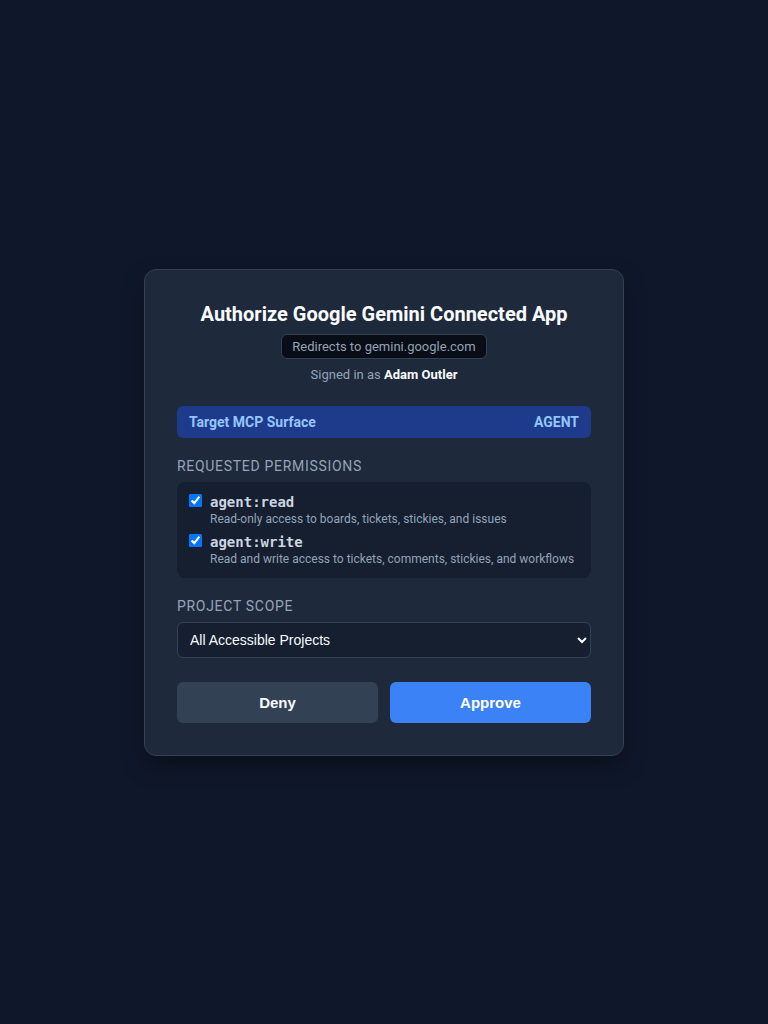 Authorize Google Gemini Connected App
Redirects to gemini.google.com
Signed in as Adam Outler
Target MCP Surface AGENT
REQUESTED PERMISSIONS
agent:read
Read-only access to boards, tickets, stickies, and issues
agent:write
Read and write access to tickets, comments, stickies, and workflows
PROJECT SCOPE
All Accessible Projects
Deny Approve